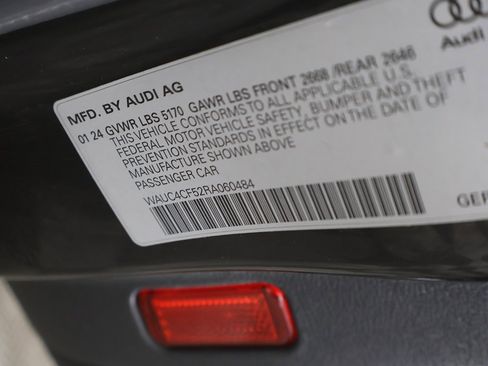 Audi
MFD. BY AUDI AG
01 24 GVWR LBS 5170 GAWR LBS FRONT 2668 /REAR 2646
THIS VEHICLE CONFORMS TO ALL APPLICABLE U.S.
FEDERAL MOTOR VEHICLE SAFETY, BUMPER AND THEFT
PREVENTION STANDARDS IN EFFECT ON THE DATE OF
MANUFACTURE SHOWN ABOVE
PASSENGER CAR
WAUC4CF52RA060484
GER